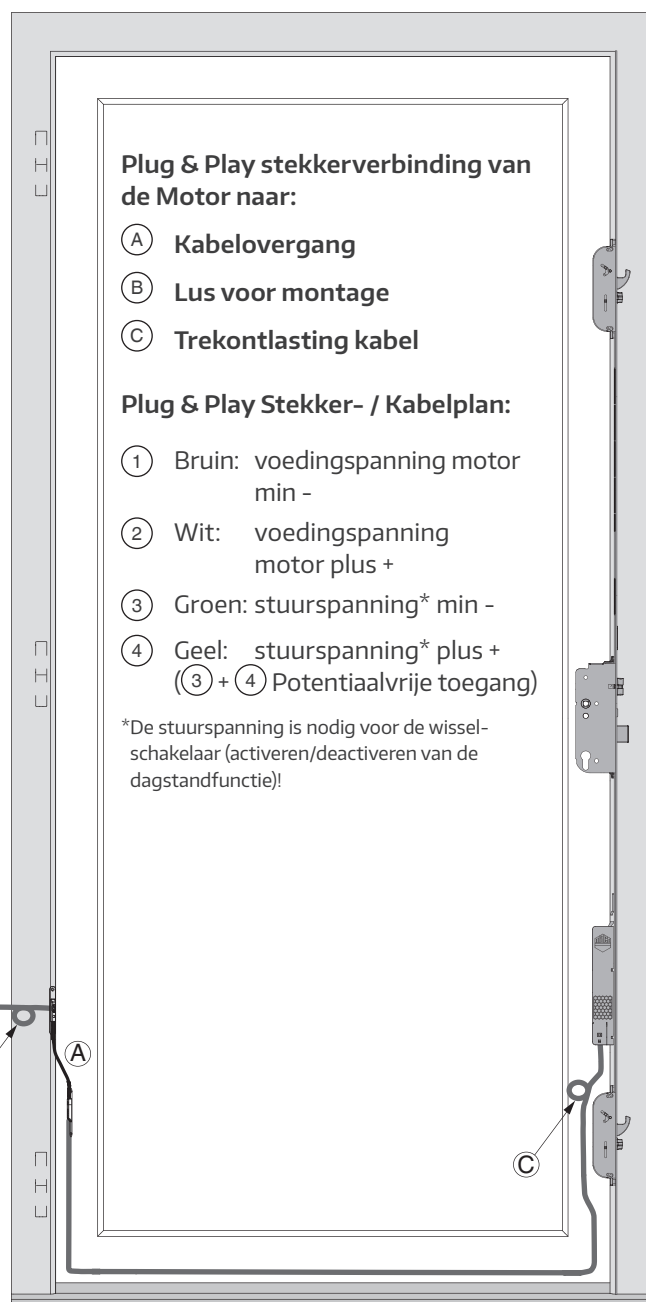 Plug & Play stekkerverbinding van
de Motor naar:
A Kabelovergang
B Lus voor montage
C Trekontlasting kabel
Plug & Play Stekker- / Kabelplan:
1 Bruin: voedingspanning motor
min -
2 Wit: voedingspanning
motor plus +
3 Groen: stuurspanning* min -
4 Geel: stuurspanning* plus +
(3 + 4 Potentiaalvrije toegang)
*De stuurspanning is nodig voor de wissel-
schakelaar (activeren/deactiveren van de
dagstandfunctie)!
A
C